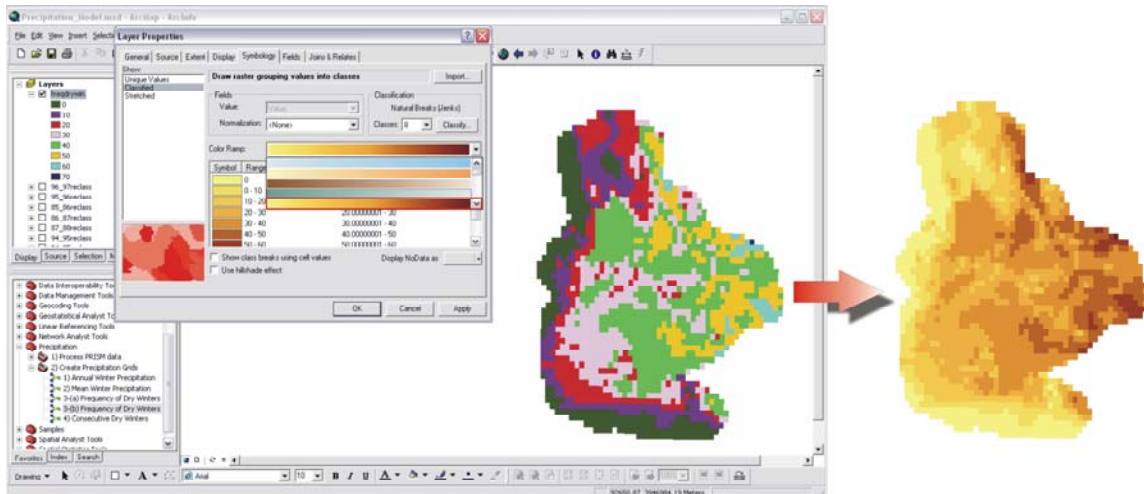 Precipitation_Model.mxd - ArcMap - ArcInfo
File Edit View Insert
Layer Properties
General Source Extent Display Symbology Fields Joins & Relates
Show:
Unique Values
Classified
Stretched
Draw raster grouping values into classes
Import...
Fields
Value:
Value
Normalization:
<None>
Classification
Natural Breaks (Jenks)
Classes:
8
Classify...
Color Ramp:
Symbol
Range
0
0 - 10
10 - 20
20 - 30
20.00000001 - 30
30 - 40
30.00000001 - 40
40 - 50
40.00000001 - 50
50 - 60
50.00000001 - 60
Show class breaks using cell values
Use hillshade effect
Display NoData as
OK
Cancel
Apply
Layers
freqdrywin
0
10
20
30
40
50
60
70
96_97reclass
95_96reclass
85_86reclass
86_87reclass
87_88reclass
94_95reclass
Display Source Selection
Data Interoperability To
Data Management Tools
Geocoding Tools
Geostatistical Analyst To
Linear Referencing Tools
Network Analyst Tools
Precipitation
1) Process PRISM data
2) Create Precipitation Grids
1) Annual Winter Precipitation
2) Mean Winter Precipitation
3-(a) Frequency of Dry Winters
3-(b) Frequency of Dry Winters
4) Consecutive Dry Winters
Samples
Spatial Analyst Tools
Spatial Statistics Tools
Favorites Index Search
Drawing
A
Arial
10
B I U A